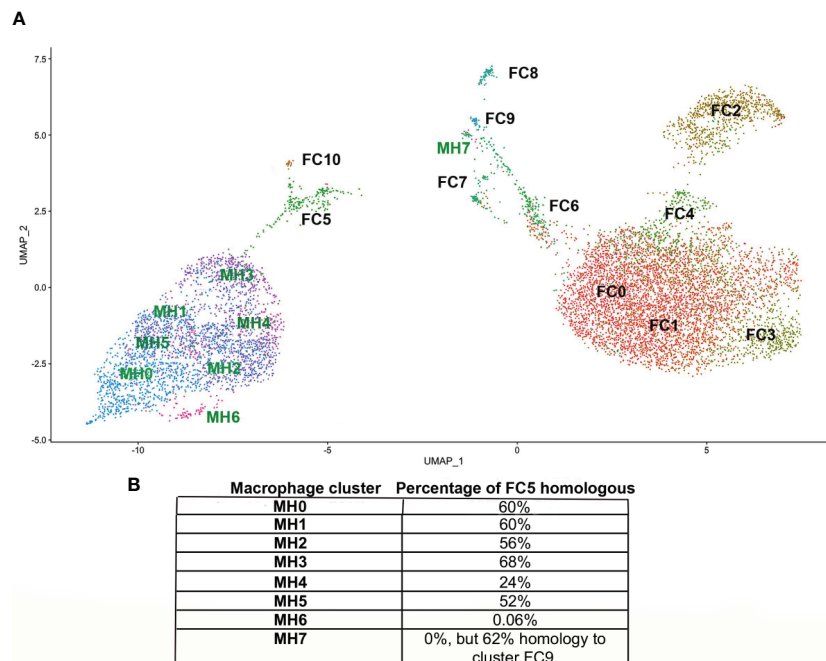 A
7.5
5.0
2.5
0.0
-2.5
-5.0
UMAP_2
-10
-5
0
5
UMAP_1
FC8
FC9
MH7
FC2
FC10
FC7
FC5
FC6
FC4
MH3
FC0
MH1
MH4
FC1
MH5
FC3
MH0
MH2
MH6
B
Macrophage cluster Percentage of FC5 homologous
MH0 60%
MH1 60%
MH2 56%
MH3 68%
MH4 24%
MH5 52%
MH6 0.06%
MH7 0%, but 62% homology to
cluster FC9